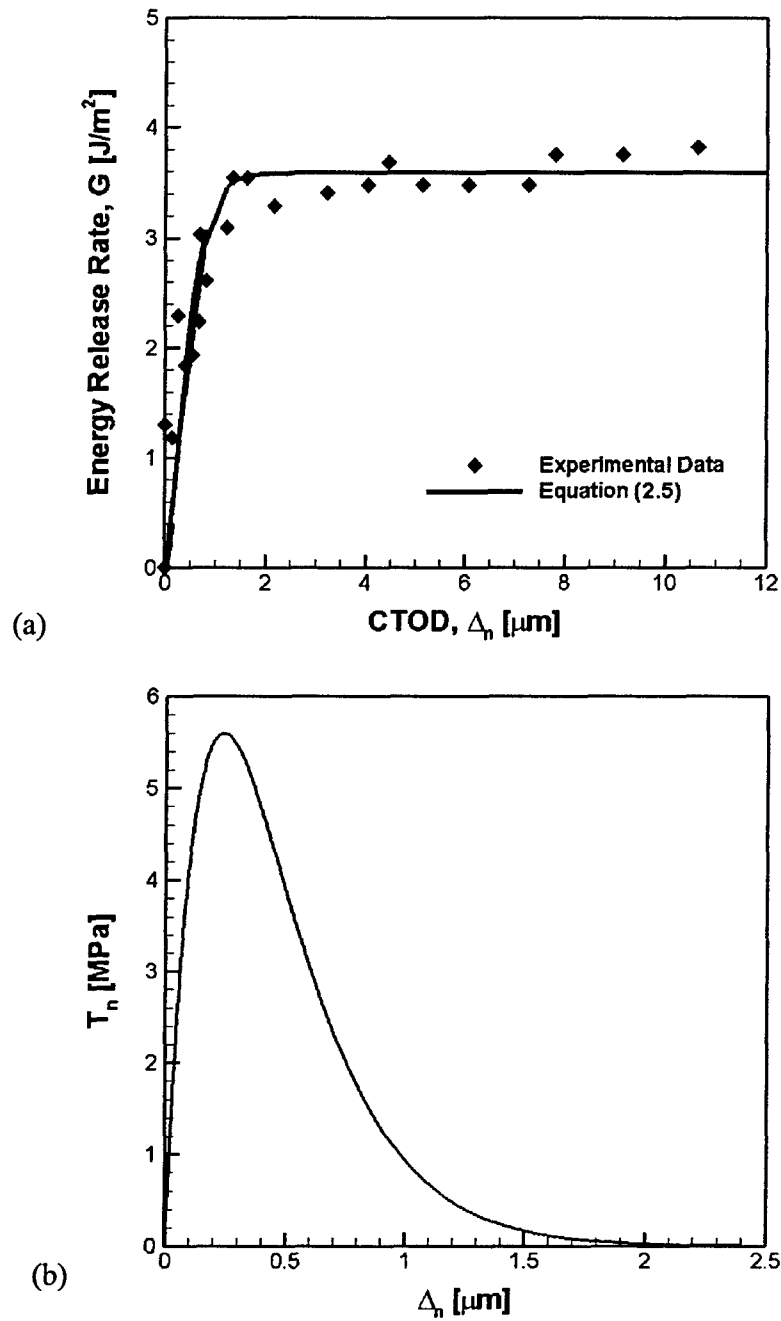 5
4
3
2
1
0
Energy Release Rate, G [J/m²]
Experimental Data
Equation (2.5)
0 2 4 6 8 10 12
CTOD, Δn [μm]
(a)
6
5
4
3
2
1
0
Tn [MPa]
0 0.5 1 1.5 2 2.5
Δn [μm]
(b)